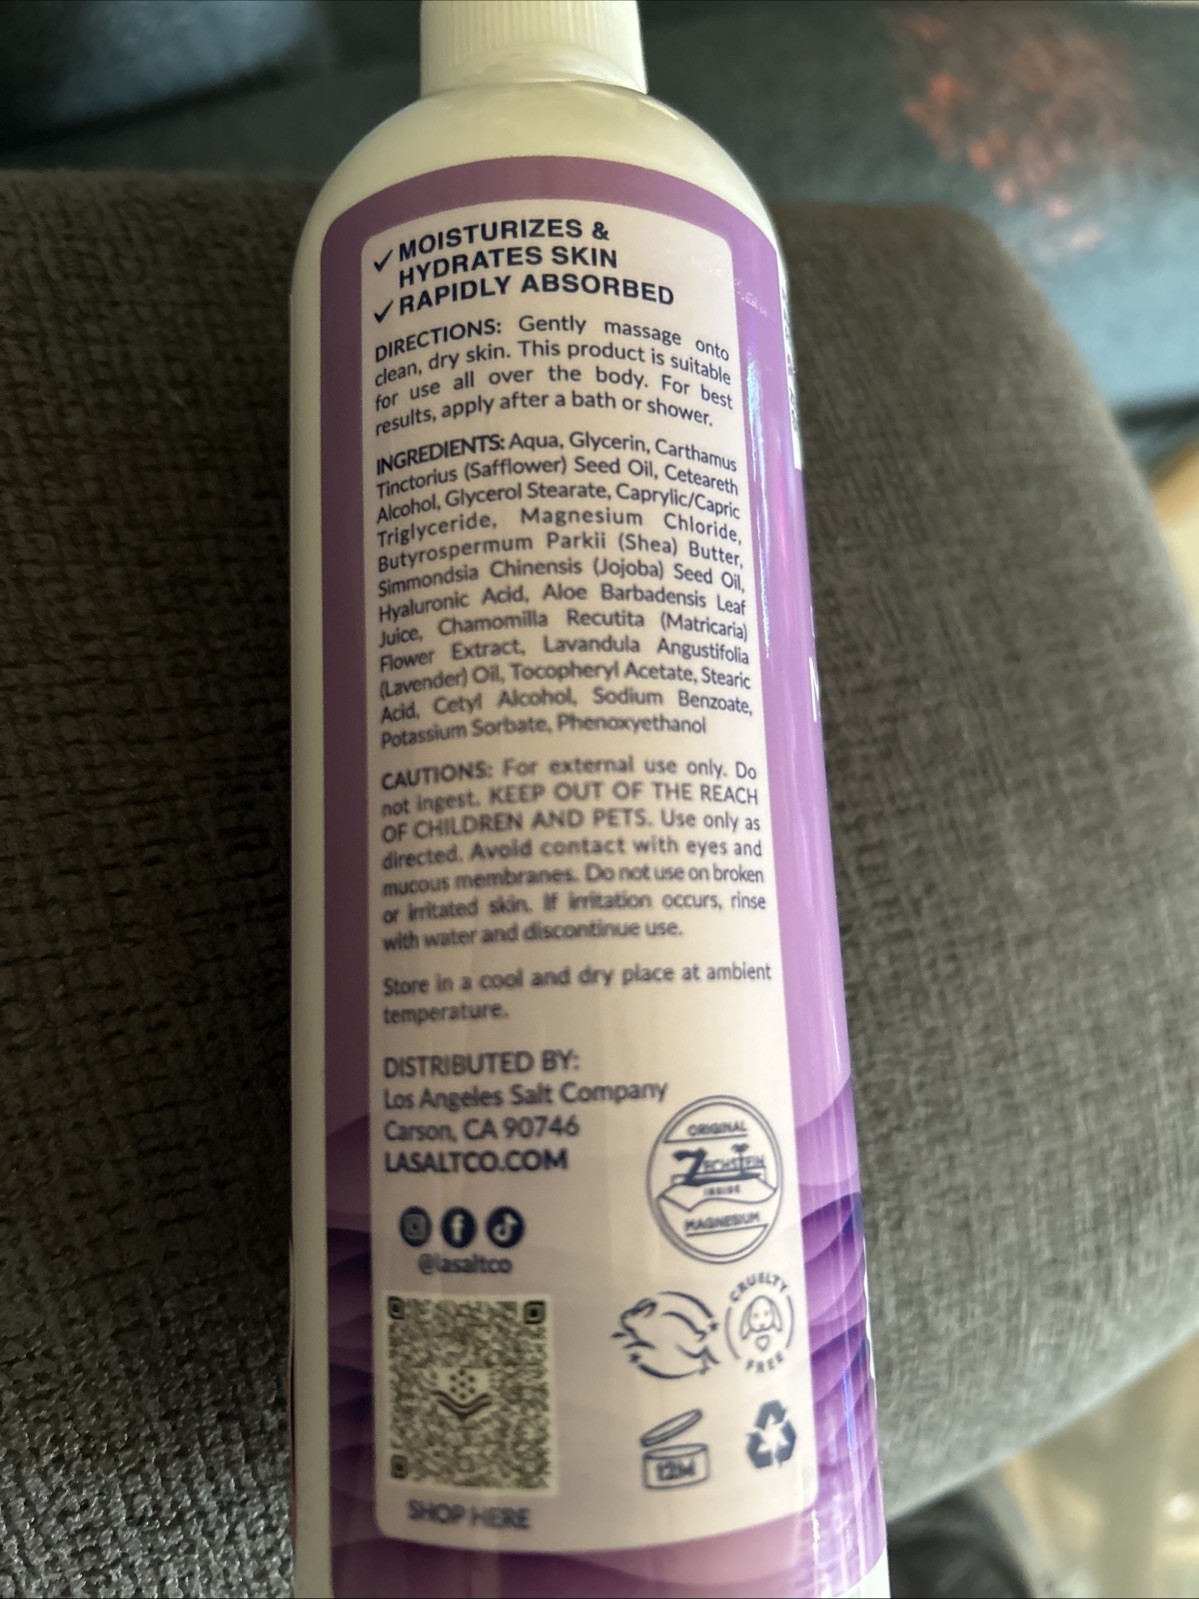 ✓ MOISTURIZES &
HYDRATES SKIN
✓ RAPIDLY ABSORBED
DIRECTIONS: Gently massage onto
clean, dry skin. This product is suitable
for use all over the body. For best
results, apply after a bath or shower.
INGREDIENTS: Aqua, Glycerin, Carthamus
Tinctorius (Safflower) Seed Oil, Ceteareth
Alcohol, Glycerol Stearate, Caprylic/Capric
Triglyceride, Magnesium Chloride,
Butyrospermum Parkii (Shea) Butter,
Simmondsia Chinensis (Jojoba) Seed Oil,
Hyaluronic Acid, Aloe Barbadensis Leaf
Juice, Chamomilla Recutita (Matricaria)
Flower Extract, Lavandula Angustifolia
(Lavender) Oil, Tocopheryl Acetate, Stearic
Acid, Cetyl Alcohol, Sodium Benzoate,
Potassium Sorbate, Phenoxyethanol
CAUTIONS: For external use only. Do
not ingest. KEEP OUT OF THE REACH
OF CHILDREN AND PETS. Use only as
directed. Avoid contact with eyes and
mucous membranes. Do not use on broken
or irritated skin. If irritation occurs, rinse
with water and discontinue use.
Store in a cool and dry place at ambient
temperature.
DISTRIBUTED BY:
Los Angeles Salt Company
Carson, CA 90746
LASALTCO.COM
ORIGINAL
ZECHSTEIN
INSIDE
MAGNESIUM
@lasaltco
CRUELTY
FREE
12M
SHOP HERE